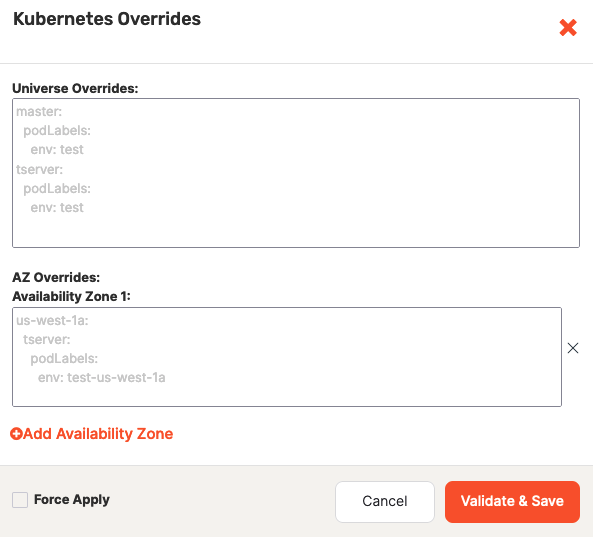 Kubernetes Overrides
Universe Overrides:
master:
  podLabels:
    env: test
tserver:
  podLabels:
    env: test
AZ Overrides:
Availability Zone 1:
us-west-1a:
  tserver:
    podLabels:
      env: test-us-west-1a
Add Availability Zone
Force Apply
Cancel
Validate & Save